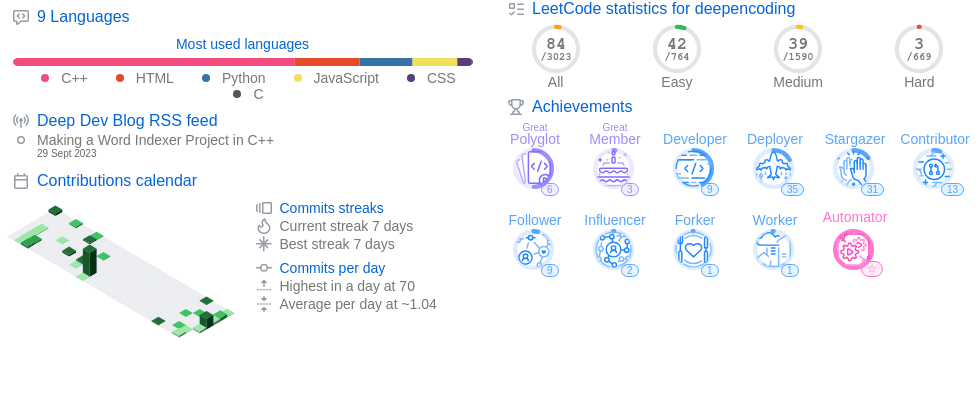 9 Languages
Most used languages
C++ HTML Python JavaScript CSS
C
Deep Dev Blog RSS feed
Making a Word Indexer Project in C++
29 Sept 2023
Contributions calendar
Commits streaks
Current streak 7 days
Best streak 7 days
Commits per day
Highest in a day at 70
Average per day at ~1.04
LeetCode statistics for deepencoding
84 42 39 3
/3023 /764 /1590 /669
All Easy Medium Hard
Achievements
Great Great
Polyglot Member Developer Deployer Stargazer Contributor
6 3 9 35 31 13
Follower Influencer Forker Worker Automator
9 2 1 1